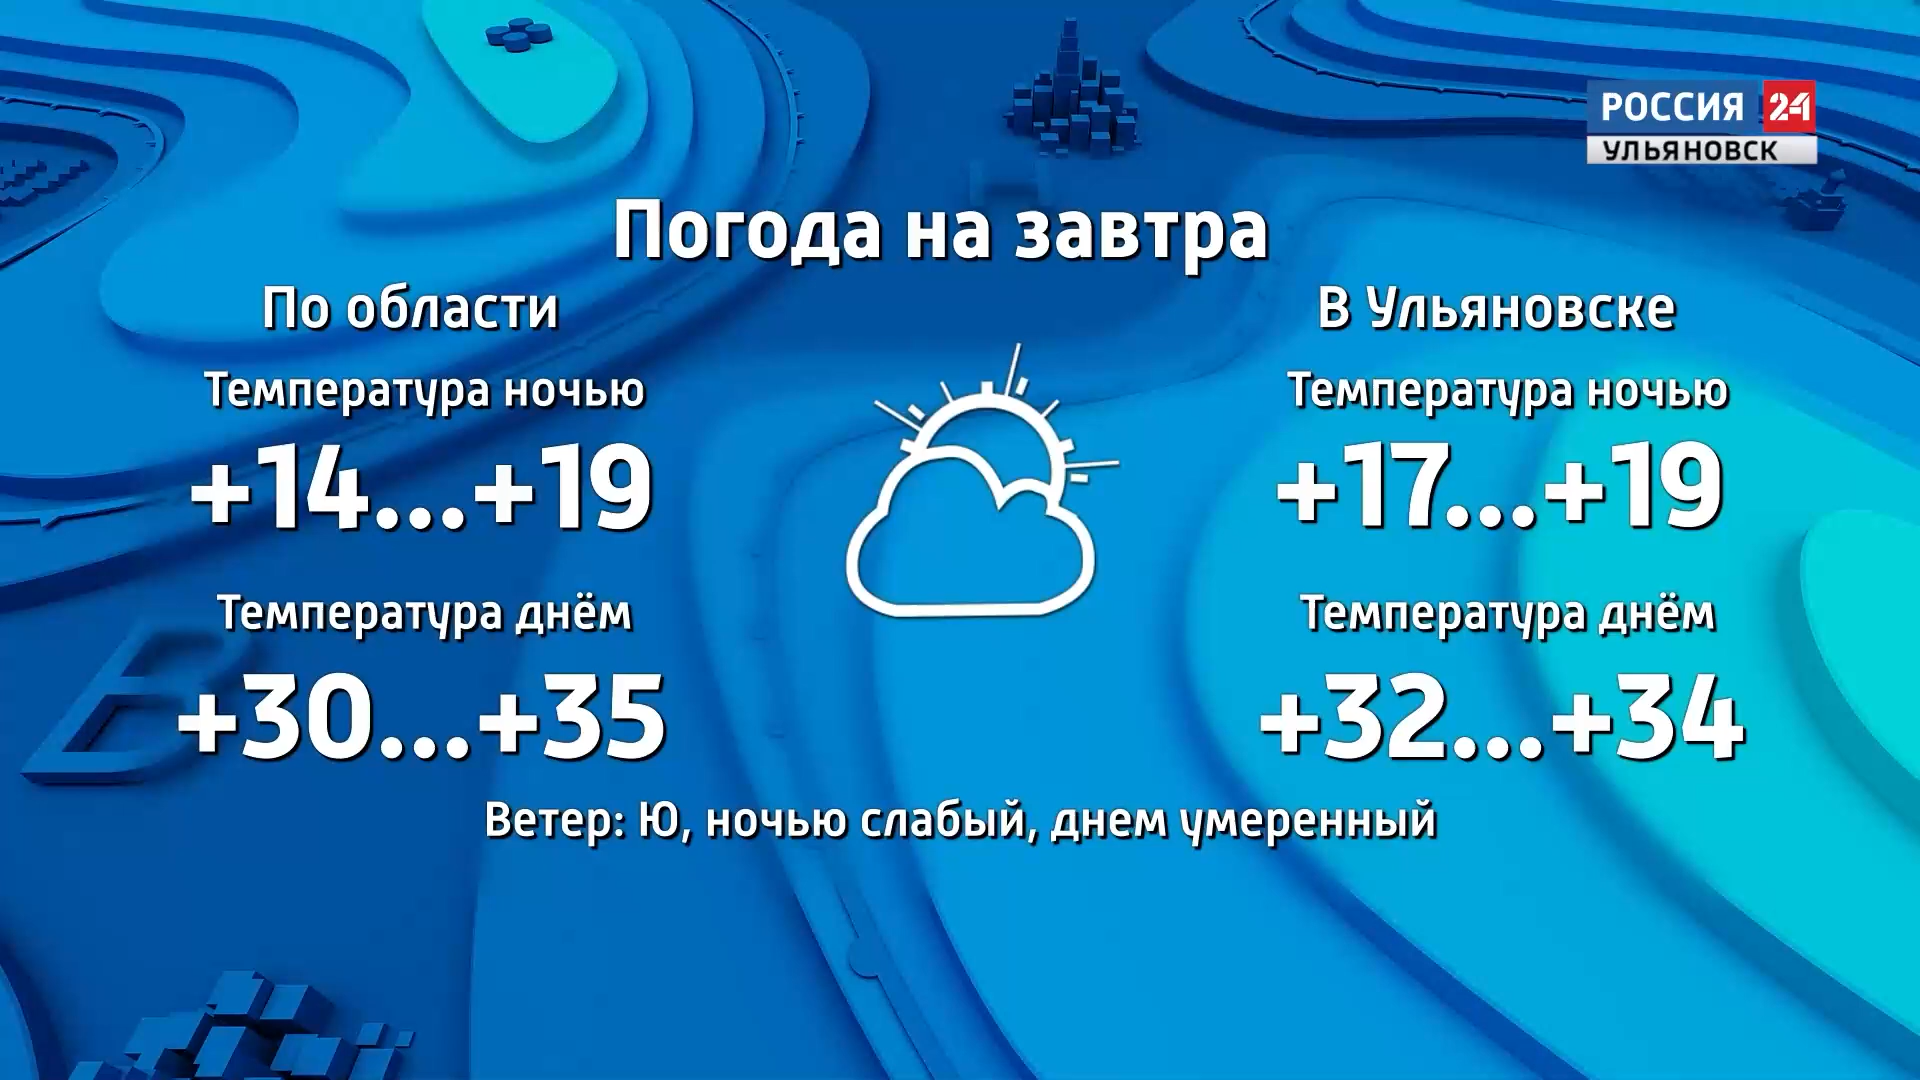 РОССИЯ 24
УЛЬЯНОВСК
Погода на завтра
По области
Температура ночью
+14...+19
Температура днём
+30...+35
В Ульяновске
Температура ночью
+17...+19
Температура днём
+32...+34
Ветер: Ю, ночью слабый, днем умеренный